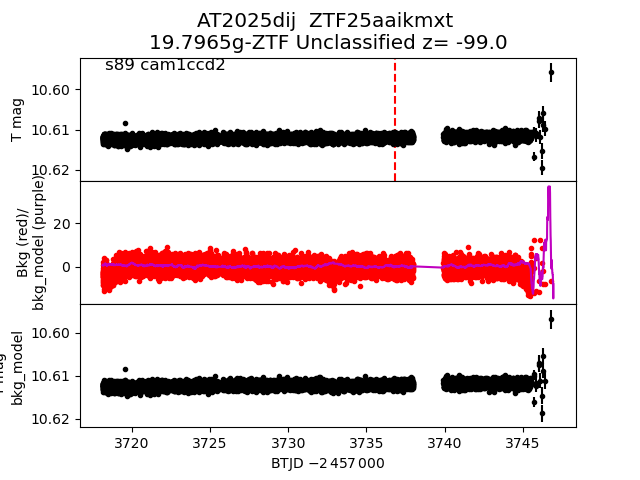 AT2025dij  ZTF25aaikmxt
19.7965g-ZTF Unclassified z= -99.0
s89 cam1ccd2
T mag
10.60
10.61
10.62
Bkg (red)/
bkg_model (purple)
20
0
mag
bkg_model
10.60
10.61
10.62
3720 3725 3730 3735 3740 3745
BTJD −2 457 000